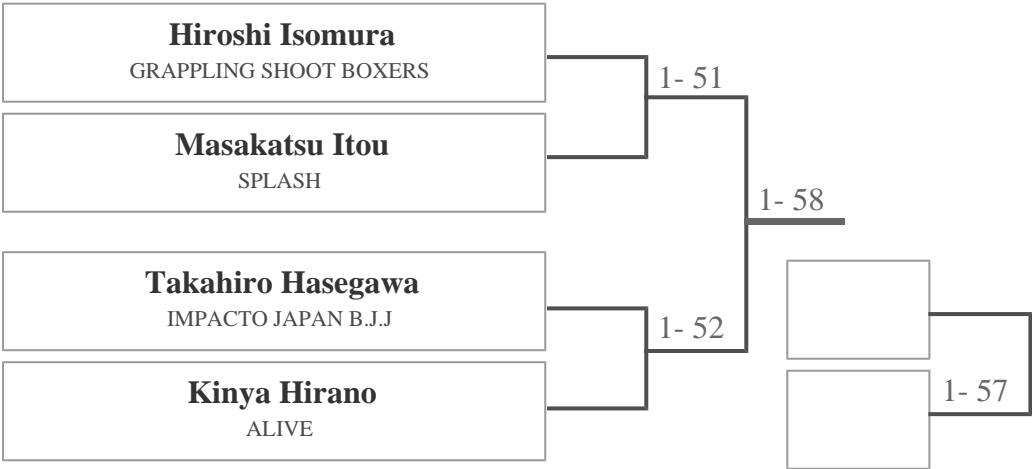 Hiroshi Isomura
GRAPPLING SHOOT BOXERS
1- 51
Masakatsu Itou
SPLASH
1- 58
Takahiro Hasegawa
IMPACTO JAPAN B.J.J
1- 52
Kinya Hirano
ALIVE
1- 57